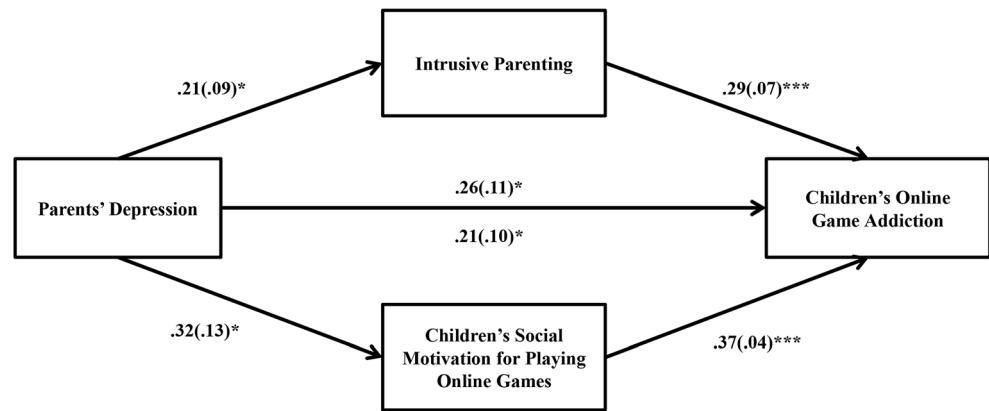 Intrusive Parenting
.21(.09)*
.29(.07)***
Parents’ Depression
.26(.11)*
.21(.10)*
Children’s Online
Game Addiction
.32(.13)*
Children’s Social
Motivation for Playing
Online Games
.37(.04)***